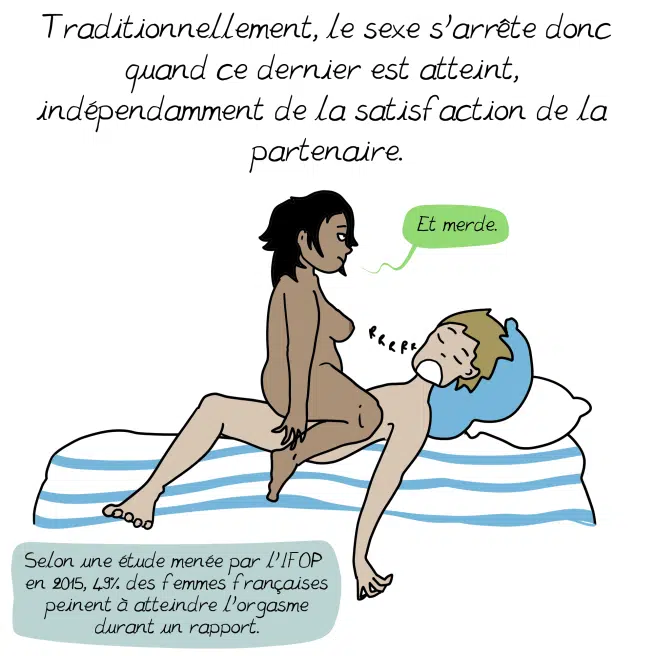 Traditionnellement, le sexe s'arrête donc
quand ce dernier est atteint,
indépendamment de la satisfaction de la
partenaire.
Et merde.
RRRRR
Selon une étude menée par l'IFOP
en 2015, 49% des femmes françaises
peinent à atteindre l'orgasme
durant un rapport.